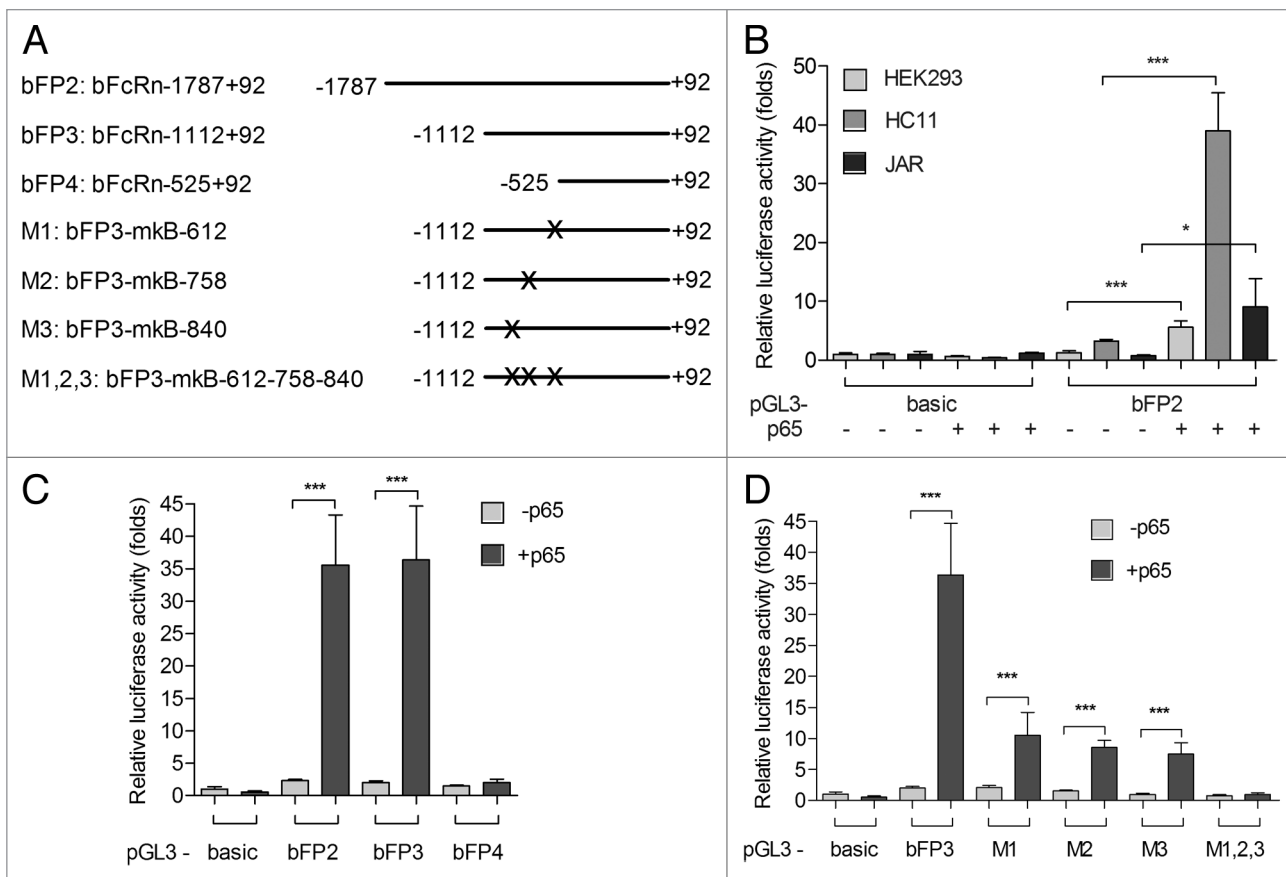 A
bFP2: bFcRn-1787+92 -1787 +92
bFP3: bFcRn-1112+92 -1112 +92
bFP4: bFcRn-525+92 -525 +92
M1: bFP3-mkB-612 -1112 X +92
M2: bFP3-mkB-758 -1112 X +92
M3: bFP3-mkB-840 -1112 X +92
M1,2,3: bFP3-mkB-612-758-840 -1112 XX X +92
B
Relative luciferase activity (folds)
50
40
30
20
10
0
HEK293
HC11
JAR
***
*
***
pGL3- basic bFP2
p65 - - - + + + - - - + + +
C
Relative luciferase activity (folds)
45
40
35
30
25
20
15
10
5
0
*** ***
-p65
+p65
pGL3 - basic bFP2 bFP3 bFP4
D
Relative luciferase activity (folds)
45
40
35
30
25
20
15
10
5
0
***
***
*** ***
-p65
+p65
pGL3 - basic bFP3 M1 M2 M3 M1,2,3